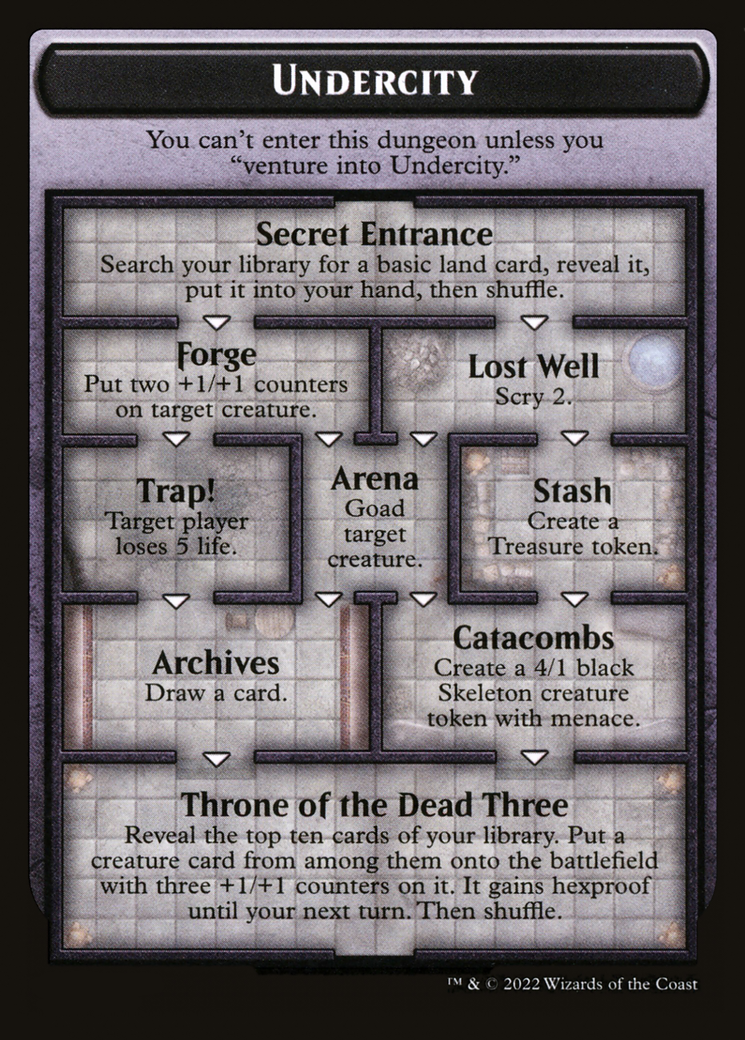 UNDERCITY
You can't enter this dungeon unless you
“venture into Undercity.”
Secret Entrance
Search your library for a basic land card, reveal it,
put it into your hand, then shuffle.
Forge
Put two +1/+1 counters
on target creature.
Lost Well
Scry 2.
Trap!
Target player
loses 5 life.
Arena
Goad
target
creature.
Stash
Create a
Treasure token.
Archives
Draw a card.
Catacombs
Create a 4/1 black
Skeleton creature
token with menace.
Throne of the Dead Three
Reveal the top ten cards of your library. Put a
creature card from among them onto the battlefield
with three +1/+1 counters on it. It gains hexproof
until your next turn. Then shuffle.
™ & © 2022 Wizards of the Coast